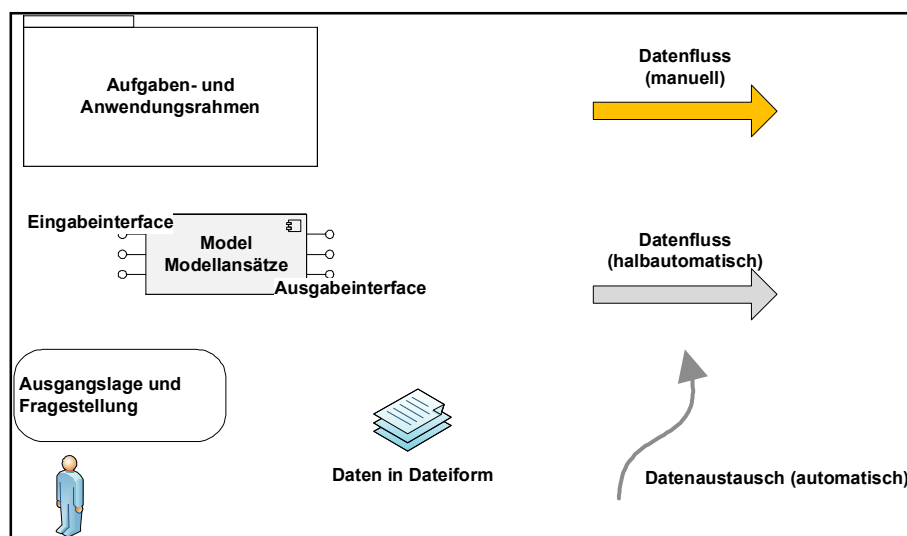 Aufgaben- und
Anwendungsrahmen
Datenfluss
(manuell)
Eingabeinterface
Model
Modellansätze
Ausgabeinterface
Datenfluss
(halbautomatisch)
Ausgangslage und
Fragestellung
Daten in Dateiform
Datenaustausch (automatisch)